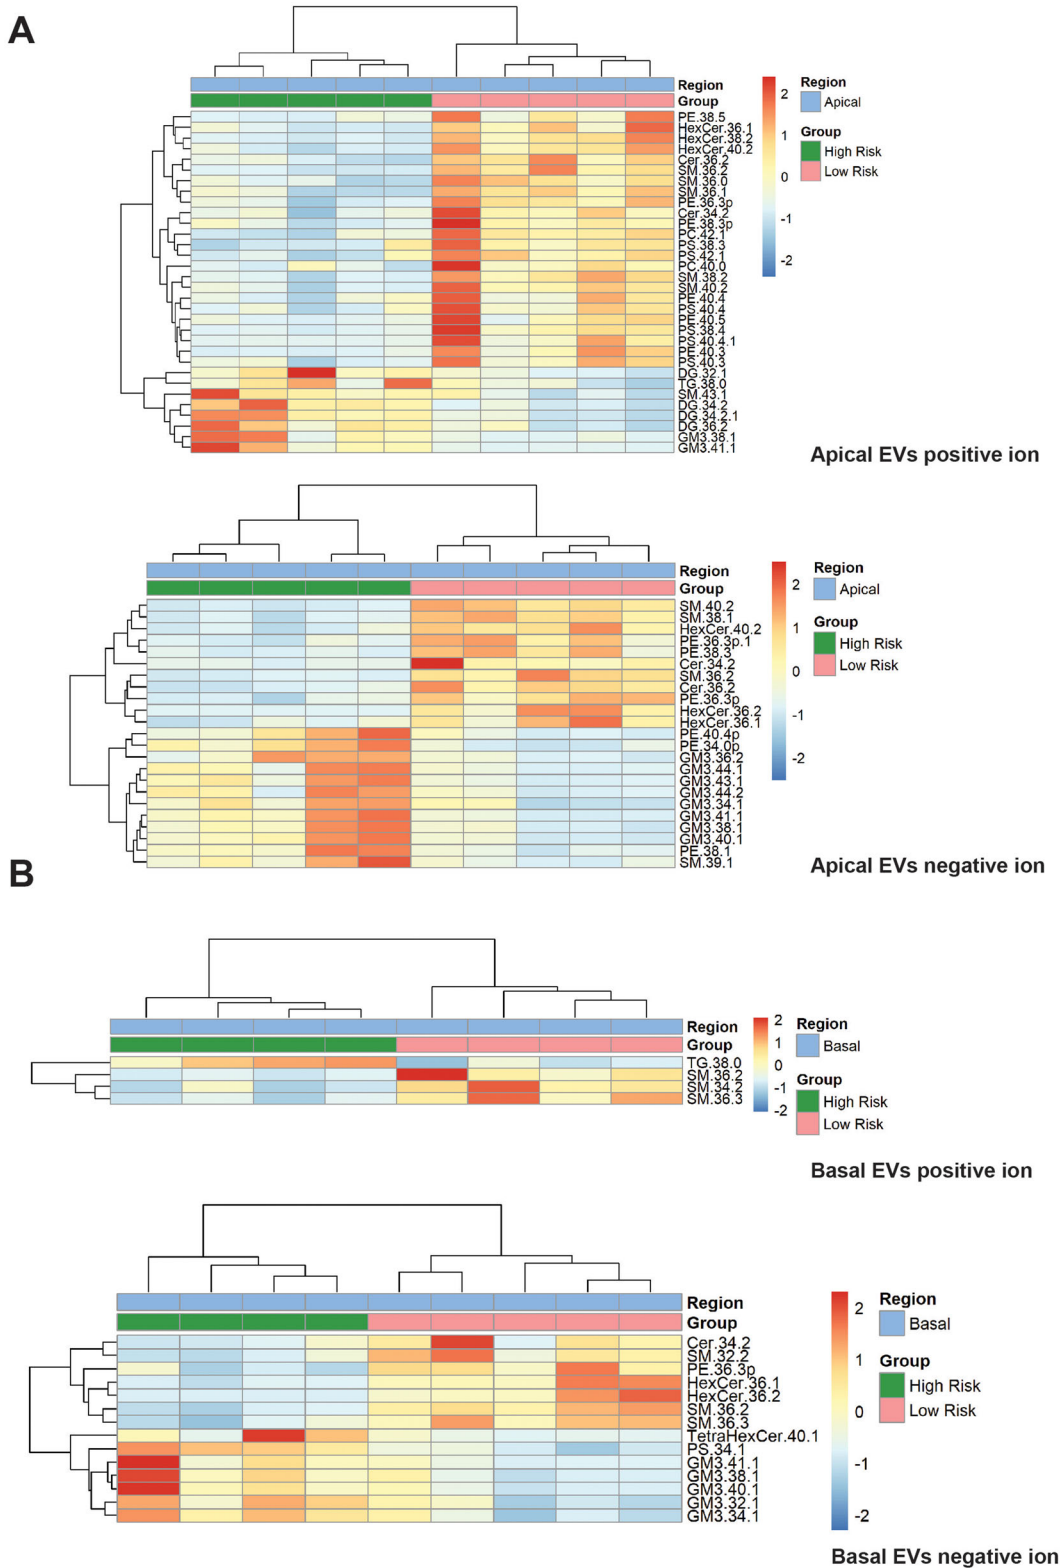 A
Region
Group
PE.38.5
HexCer.36.1
HexCer.38.2
HexCer.40.2
Cer.36.2
SM.36.2
SM.36.0
SM.36.1
PE.36.3p
Cer.34.2
PE.38.3p
PC.42.1
PS.38.3
PS.42.1
PC.40.0
SM.38.2
SM.40.2
PE.40.4
PS.40.4
PE.40.5
PS.38.4
PS.40.4.1
PE.40.3
PS.40.3
DG.32.1
TG.38.0
SM.43.1
DG.34.2
DG.34.2.1
DG.36.2
GM3.38.1
GM3.41.1
2
1
0
-1
-2
Region
Apical
Group
High Risk
Low Risk
Apical EVs positive ion
Region
Group
SM.40.2
SM.38.1
HexCer.40.2
PE.36.3p.1
PE.38.3
Cer.34.2
SM.36.2
Cer.36.2
PE.36.3p
HexCer.36.2
HexCer.36.1
PE.40.4p
PE.34.0p
GM3.36.2
GM3.44.1
GM3.43.1
GM3.44.2
GM3.34.1
GM3.41.1
GM3.38.1
GM3.40.1
PE.38.1
SM.39.1
2
1
0
-1
-2
Region
Apical
Group
High Risk
Low Risk
Apical EVs negative ion
B
Region
Group
TG.38.0
SM.36.2
SM.34.2
SM.36.3
2
1
0
-1
-2
Region
Basal
Group
High Risk
Low Risk
Basal EVs positive ion
Region
Group
Cer.34.2
SM.32.2
PE.36.3p
HexCer.36.1
HexCer.36.2
SM.36.2
SM.36.3
TetraHexCer.40.1
PS.34.1
GM3.41.1
GM3.38.1
GM3.40.1
GM3.32.1
GM3.34.1
2
1
0
-1
-2
Region
Basal
Group
High Risk
Low Risk
Basal EVs negative ion